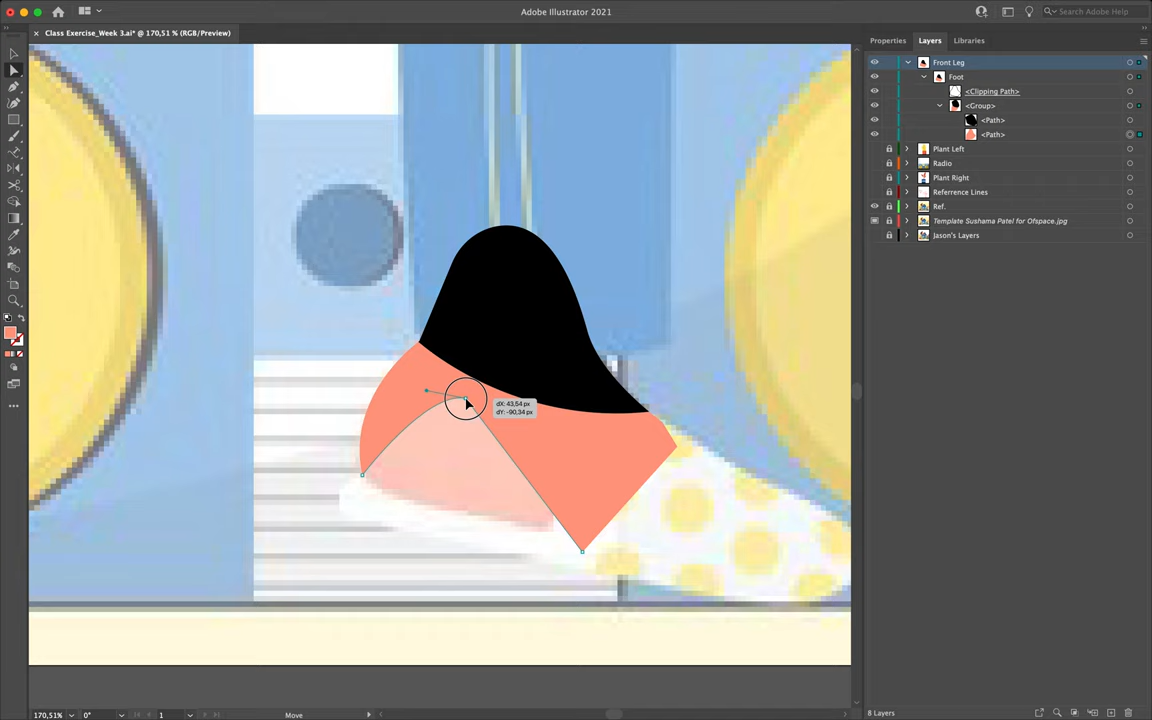 Adobe Illustrator 2021
Search Adobe Help
Class Exercise_Week 3.ai* @ 170,51 % (RGB/Preview)
Properties
Layers
Libraries
Front Leg
Foot
<Clipping Path>
<Group>
<Path>
<Path>
Plant Left
Radio
Plant Right
Referrence Lines
Ref.
Template Sushama Patel for Ofspace.jpg
Jason's Layers
dX: 43,54 px
dY: -90,34 px
170,51%
0°
1
Move
8 Layers